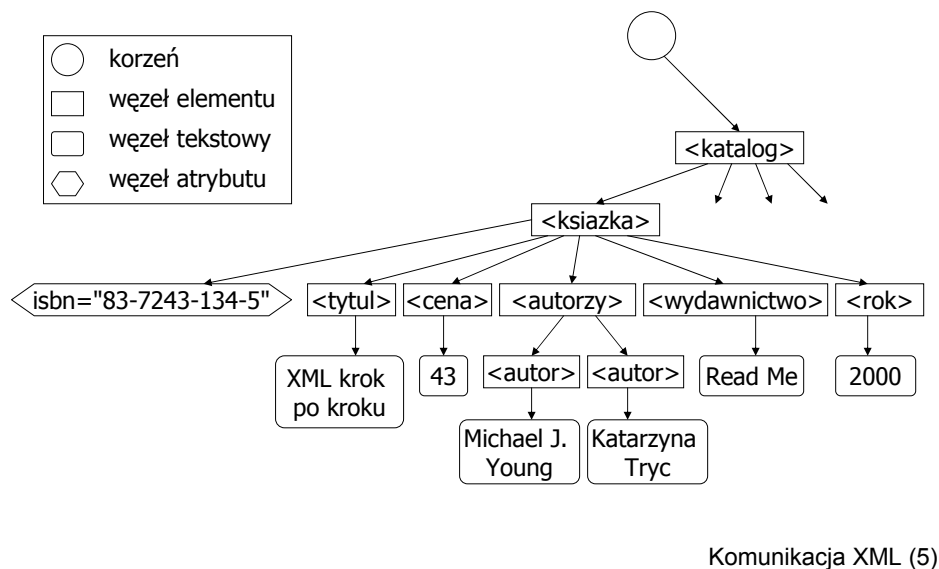 korzeń
węzeł elementu
węzeł tekstowy
węzeł atrybutu
<katalog>
<ksiazka>
isbn="83-7243-134-5"
<tytul>
<cena>
<autorzy>
<wydawnictwo>
<rok>
XML krok
po kroku
43
<autor>
<autor>
Read Me
2000
Michael J.
Young
Katarzyna
Tryc
Komunikacja XML (5)